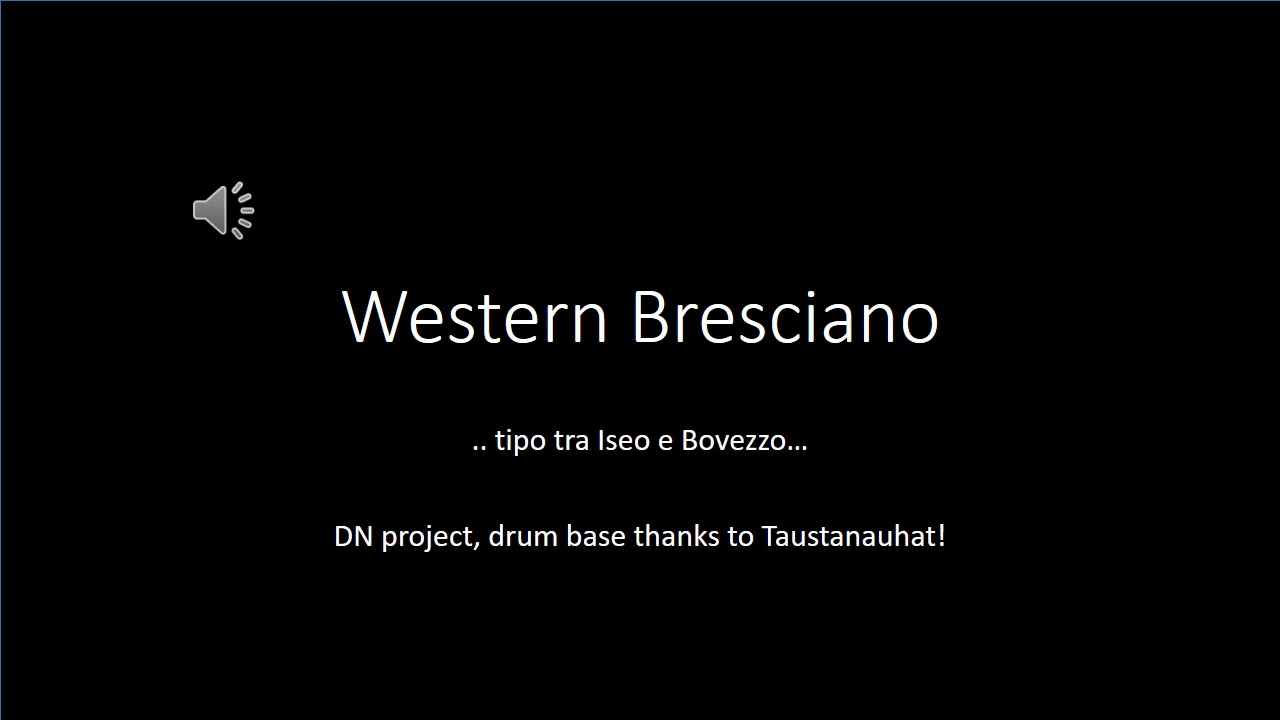 Western Bresciano
.. tipo tra Iseo e Bovezzo...
DN project, drum base thanks to Taustanauhat!